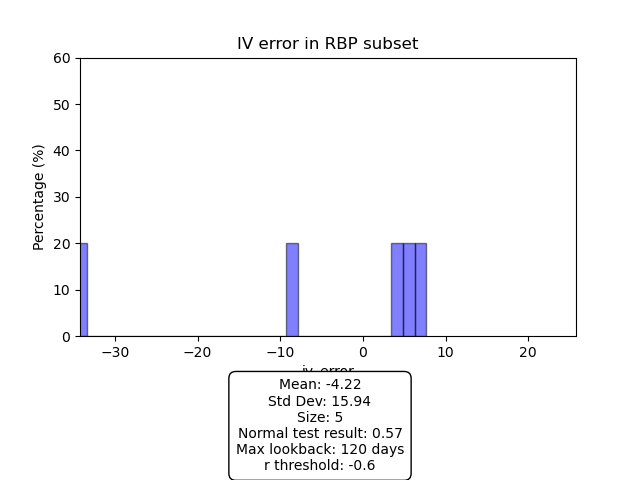 IV error in RBP subset
Percentage (%)
60
50
40
30
20
10
0
−30 −20 −10 0 10 20
iv_error
Mean: -4.22
Std Dev: 15.94
Size: 5
Normal test result: 0.57
Max lookback: 120 days
r threshold: -0.6